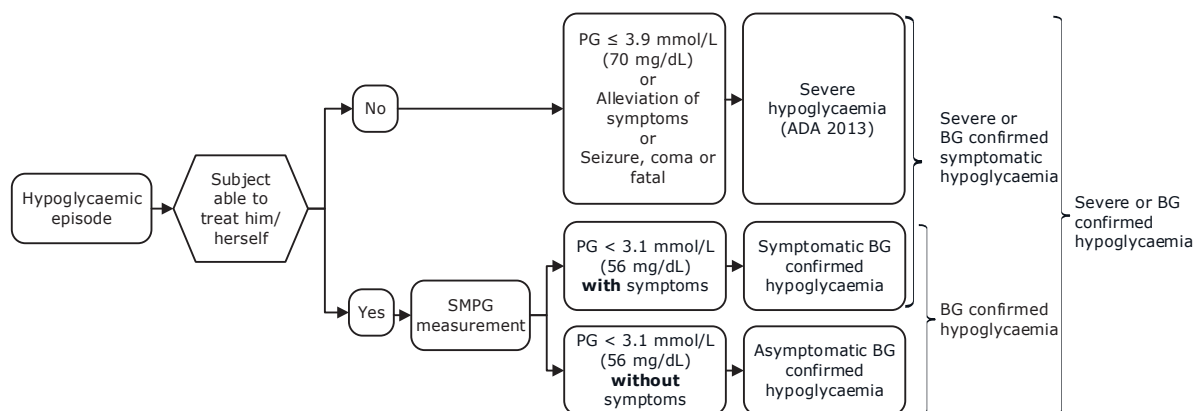 Hypoglycaemic
episode
Subject
able to
treat him/
herself
No
PG ≤ 3.9 mmol/L
(70 mg/dL)
or
Alleviation of
symptoms
or
Seizure, coma or
fatal
Severe
hypoglycaemia
(ADA 2013)
Yes
SMPG
measurement
PG < 3.1 mmol/L
(56 mg/dL)
with symptoms
Symptomatic BG
confirmed
hypoglycaemia
PG < 3.1 mmol/L
(56 mg/dL)
without
symptoms
Asymptomatic BG
confirmed
hypoglycaemia
Severe or
BG confirmed
symptomatic
hypoglycaemia
BG confirmed
hypoglycaemia
Severe or BG
confirmed
hypoglycaemia